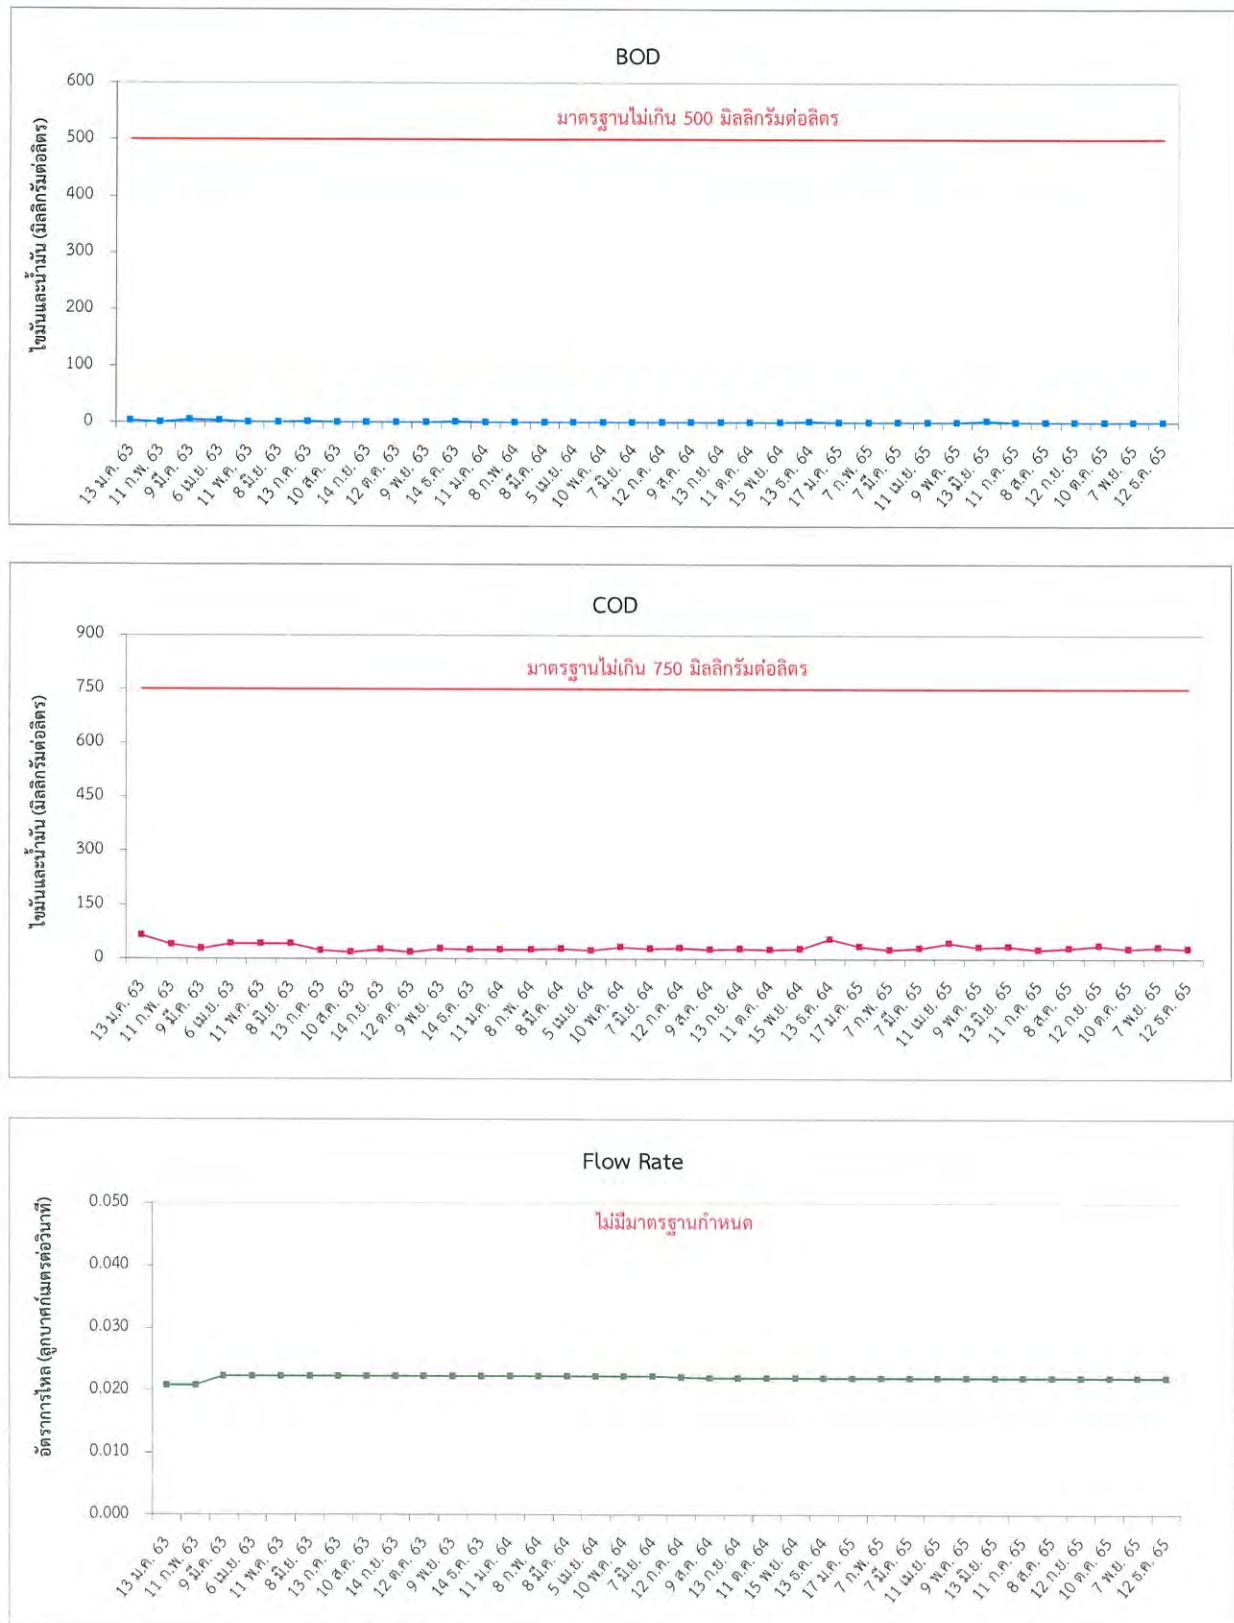 BOD
ไขมันและน้ำมัน (มิลลิกรัมต่อลิตร)
600
500
400
300
200
100
0
มาตรฐานไม่เกิน 500 มิลลิกรัมต่อลิตร
13 ม.ค. 63
11 ก.พ. 63
9 มี.ค. 63
6 เม.ย. 63
11 พ.ค. 63
8 มิ.ย. 63
13 ก.ค. 63
10 ส.ค. 63
14 ก.ย. 63
12 ต.ค. 63
9 พ.ย. 63
14 ธ.ค. 63
11 ม.ค. 64
8 ก.พ. 64
8 มี.ค. 64
5 เม.ย. 64
10 พ.ค. 64
7 มิ.ย. 64
12 ก.ค. 64
9 ส.ค. 64
13 ก.ย. 64
11 ต.ค. 64
15 พ.ย. 64
13 ธ.ค. 64
17 ม.ค. 65
7 ก.พ. 65
7 มี.ค. 65
11 เม.ย. 65
9 พ.ค. 65
13 มิ.ย. 65
11 ก.ค. 65
8 ส.ค. 65
12 ก.ย. 65
10 ต.ค. 65
7 พ.ย. 65
12 ธ.ค. 65
COD
ไขมันและน้ำมัน (มิลลิกรัมต่อลิตร)
900
750
600
450
300
150
0
มาตรฐานไม่เกิน 750 มิลลิกรัมต่อลิตร
13 ม.ค. 63
11 ก.พ. 63
9 มี.ค. 63
6 เม.ย. 63
11 พ.ค. 63
8 มิ.ย. 63
13 ก.ค. 63
10 ส.ค. 63
14 ก.ย. 63
12 ต.ค. 63
9 พ.ย. 63
14 ธ.ค. 63
11 ม.ค. 64
8 ก.พ. 64
8 มี.ค. 64
5 เม.ย. 64
10 พ.ค. 64
7 มิ.ย. 64
12 ก.ค. 64
9 ส.ค. 64
13 ก.ย. 64
11 ต.ค. 64
15 พ.ย. 64
13 ธ.ค. 64
17 ม.ค. 65
7 ก.พ. 65
7 มี.ค. 65
11 เม.ย. 65
9 พ.ค. 65
13 มิ.ย. 65
11 ก.ค. 65
8 ส.ค. 65
12 ก.ย. 65
10 ต.ค. 65
7 พ.ย. 65
12 ธ.ค. 65
Flow Rate
อัตราการไหล (ลูกบาศก์เมตรต่อวินาที)
0.050
0.040
0.030
0.020
0.010
0.000
ไม่มีมาตรฐานกำหนด
13 ม.ค. 63
11 ก.พ. 63
9 มี.ค. 63
6 เม.ย. 63
11 พ.ค. 63
8 มิ.ย. 63
13 ก.ค. 63
10 ส.ค. 63
14 ก.ย. 63
12 ต.ค. 63
9 พ.ย. 63
14 ธ.ค. 63
11 ม.ค. 64
8 ก.พ. 64
8 มี.ค. 64
5 เม.ย. 64
10 พ.ค. 64
7 มิ.ย. 64
12 ก.ค. 64
9 ส.ค. 64
13 ก.ย. 64
11 ต.ค. 64
15 พ.ย. 64
13 ธ.ค. 64
17 ม.ค. 65
7 ก.พ. 65
7 มี.ค. 65
11 เม.ย. 65
9 พ.ค. 65
13 มิ.ย. 65
11 ก.ค. 65
8 ส.ค. 65
12 ก.ย. 65
10 ต.ค. 65
7 พ.ย. 65
12 ธ.ค. 65